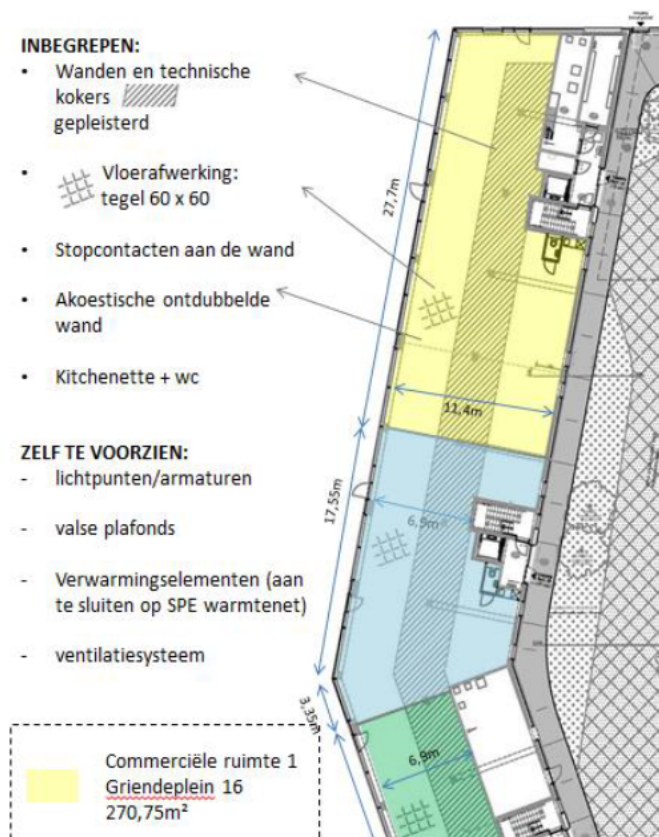 INBEGREPEN:
• Wanden en technische
kokers
gepleisterd
• Vloerafwerking:
tegel 60 x 60
• Stopcontacten aan de wand
• Akoestische ontdubbelde
wand
• Kitchenette + wc
ZELF TE VOORZIEN:
- lichtpunten/armaturen
- valse plafonds
- Verwarmingselementen (aan
te sluiten op SPE warmtenet)
- ventilatiesysteem
Commerciële ruimte 1
Griendeplein 16
270,75m²
27,7m
11,4m
17,55m
6,9m
3,35m
6,9m